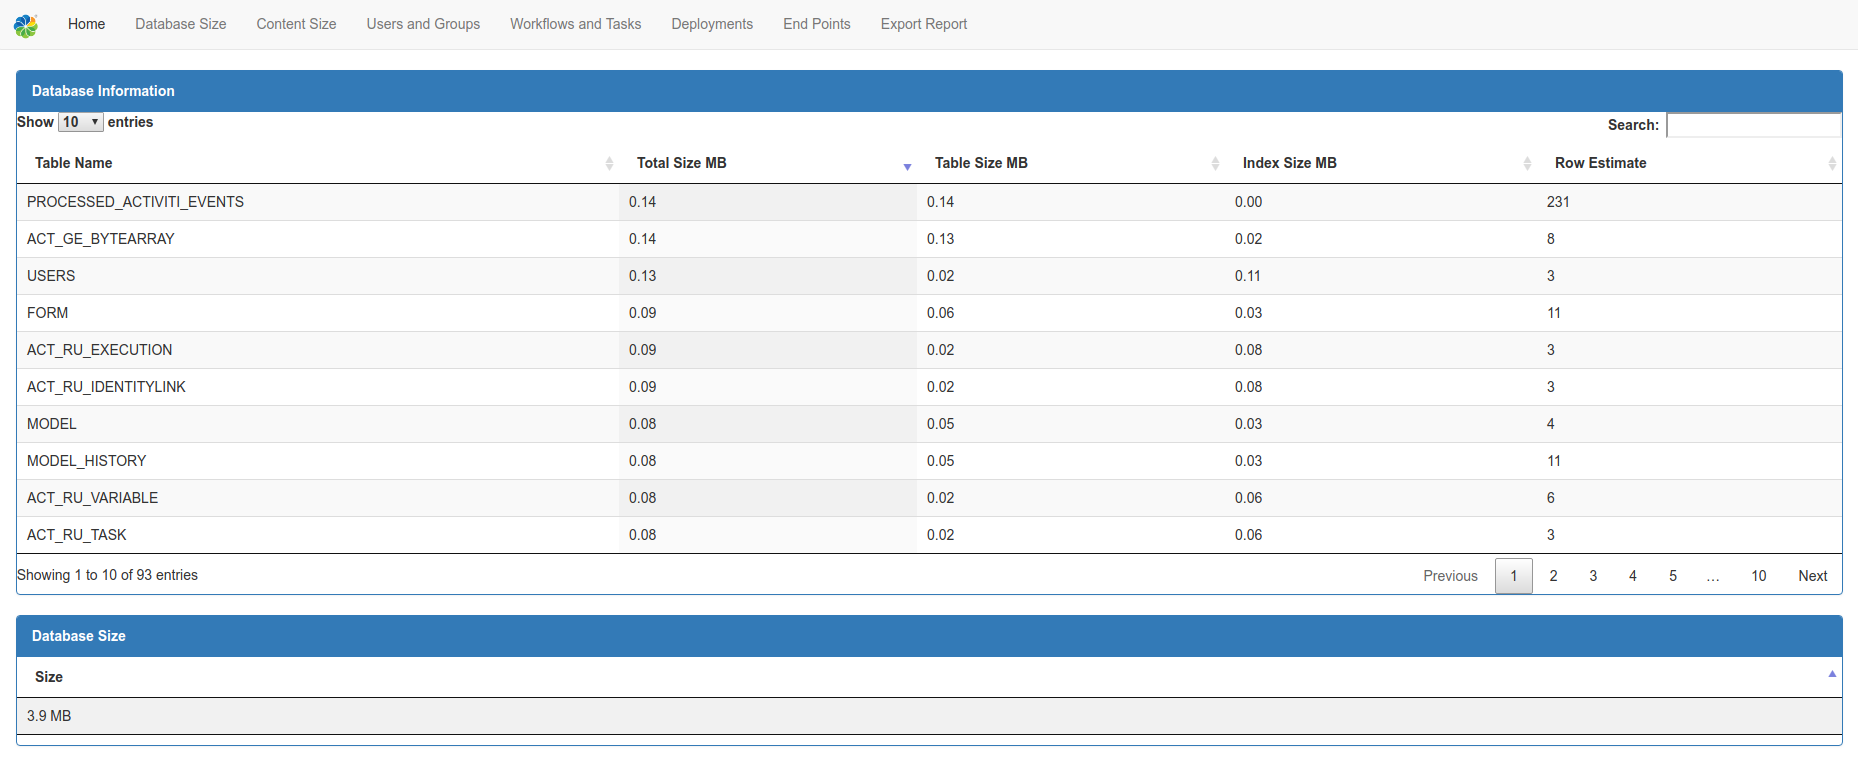 Home Database Size Content Size Users and Groups Workflows and Tasks Deployments End Points Export Report
Database Information
Show 10 entries Search:
Table Name Total Size MB Table Size MB Index Size MB Row Estimate
PROCESSED_ACTIVITI_EVENTS 0.14 0.14 0.00 231
ACT_GE_BYTEARRAY 0.14 0.13 0.02 8
USERS 0.13 0.02 0.11 3
FORM 0.09 0.06 0.03 11
ACT_RU_EXECUTION 0.09 0.02 0.08 3
ACT_RU_IDENTITYLINK 0.09 0.02 0.08 3
MODEL 0.08 0.05 0.03 4
MODEL_HISTORY 0.08 0.05 0.03 11
ACT_RU_VARIABLE 0.08 0.02 0.06 6
ACT_RU_TASK 0.08 0.02 0.06 3
Showing 1 to 10 of 93 entries Previous 1 2 3 4 5 … 10 Next
Database Size
Size
3.9 MB